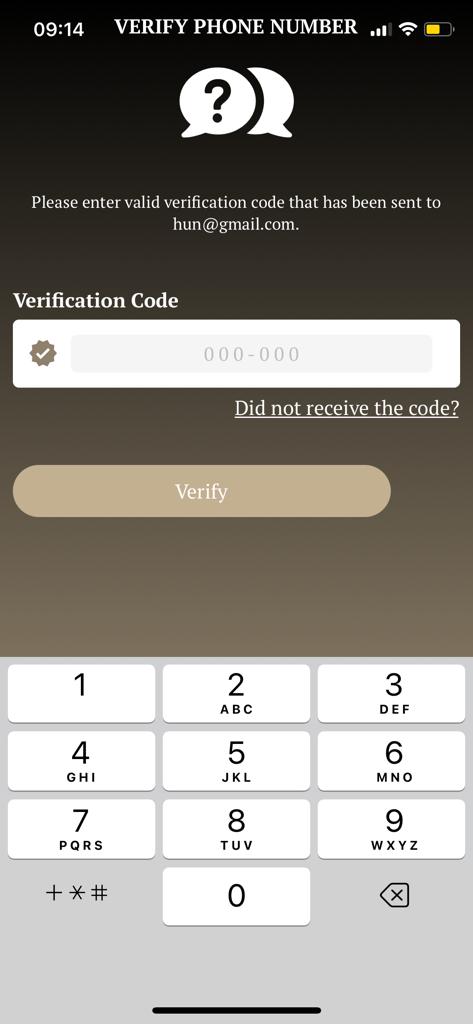 09:14
VERIFY PHONE NUMBER
?
Please enter valid verification code that has been sent to
hun@gmail.com.
Verification Code
000-000
Did not receive the code?
Verify
1
2
ABC
3
DEF
4
GHI
5
JKL
6
MNO
7
PQRS
8
TUV
9
WXYZ
+*#
0